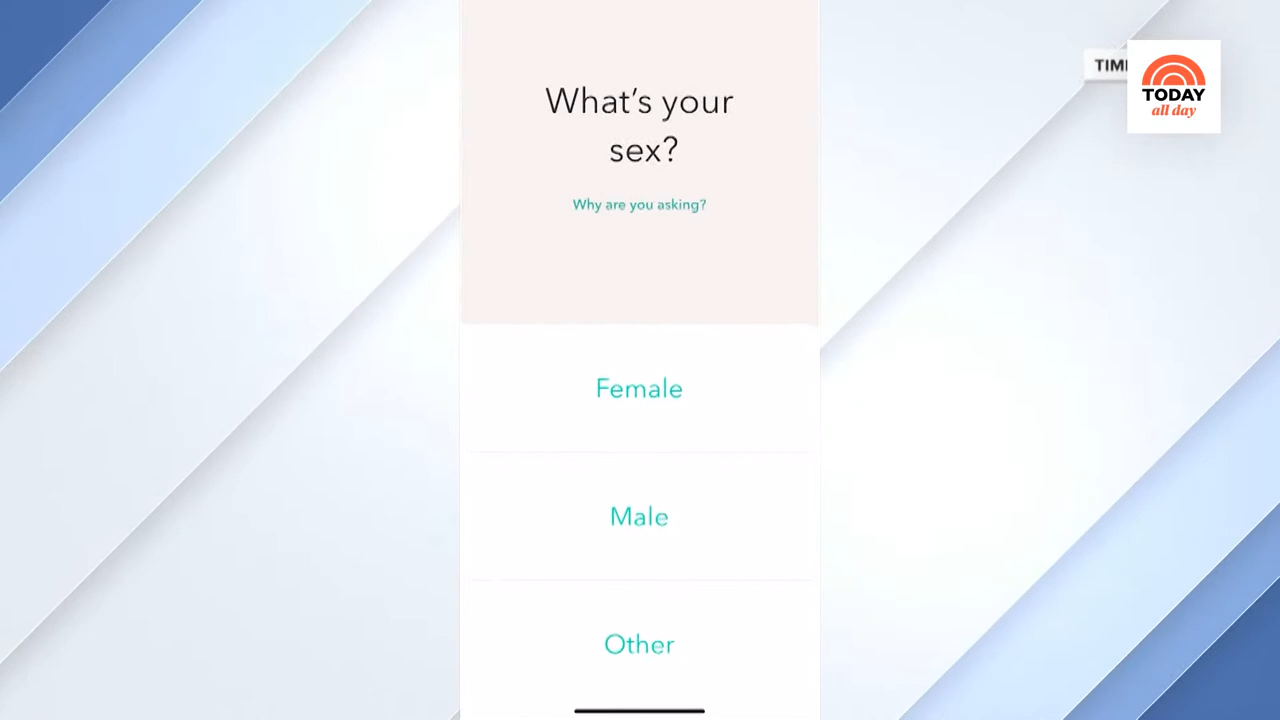 What's your
sex?
Why are you asking?
Female
Male
Other
TODAY
all day